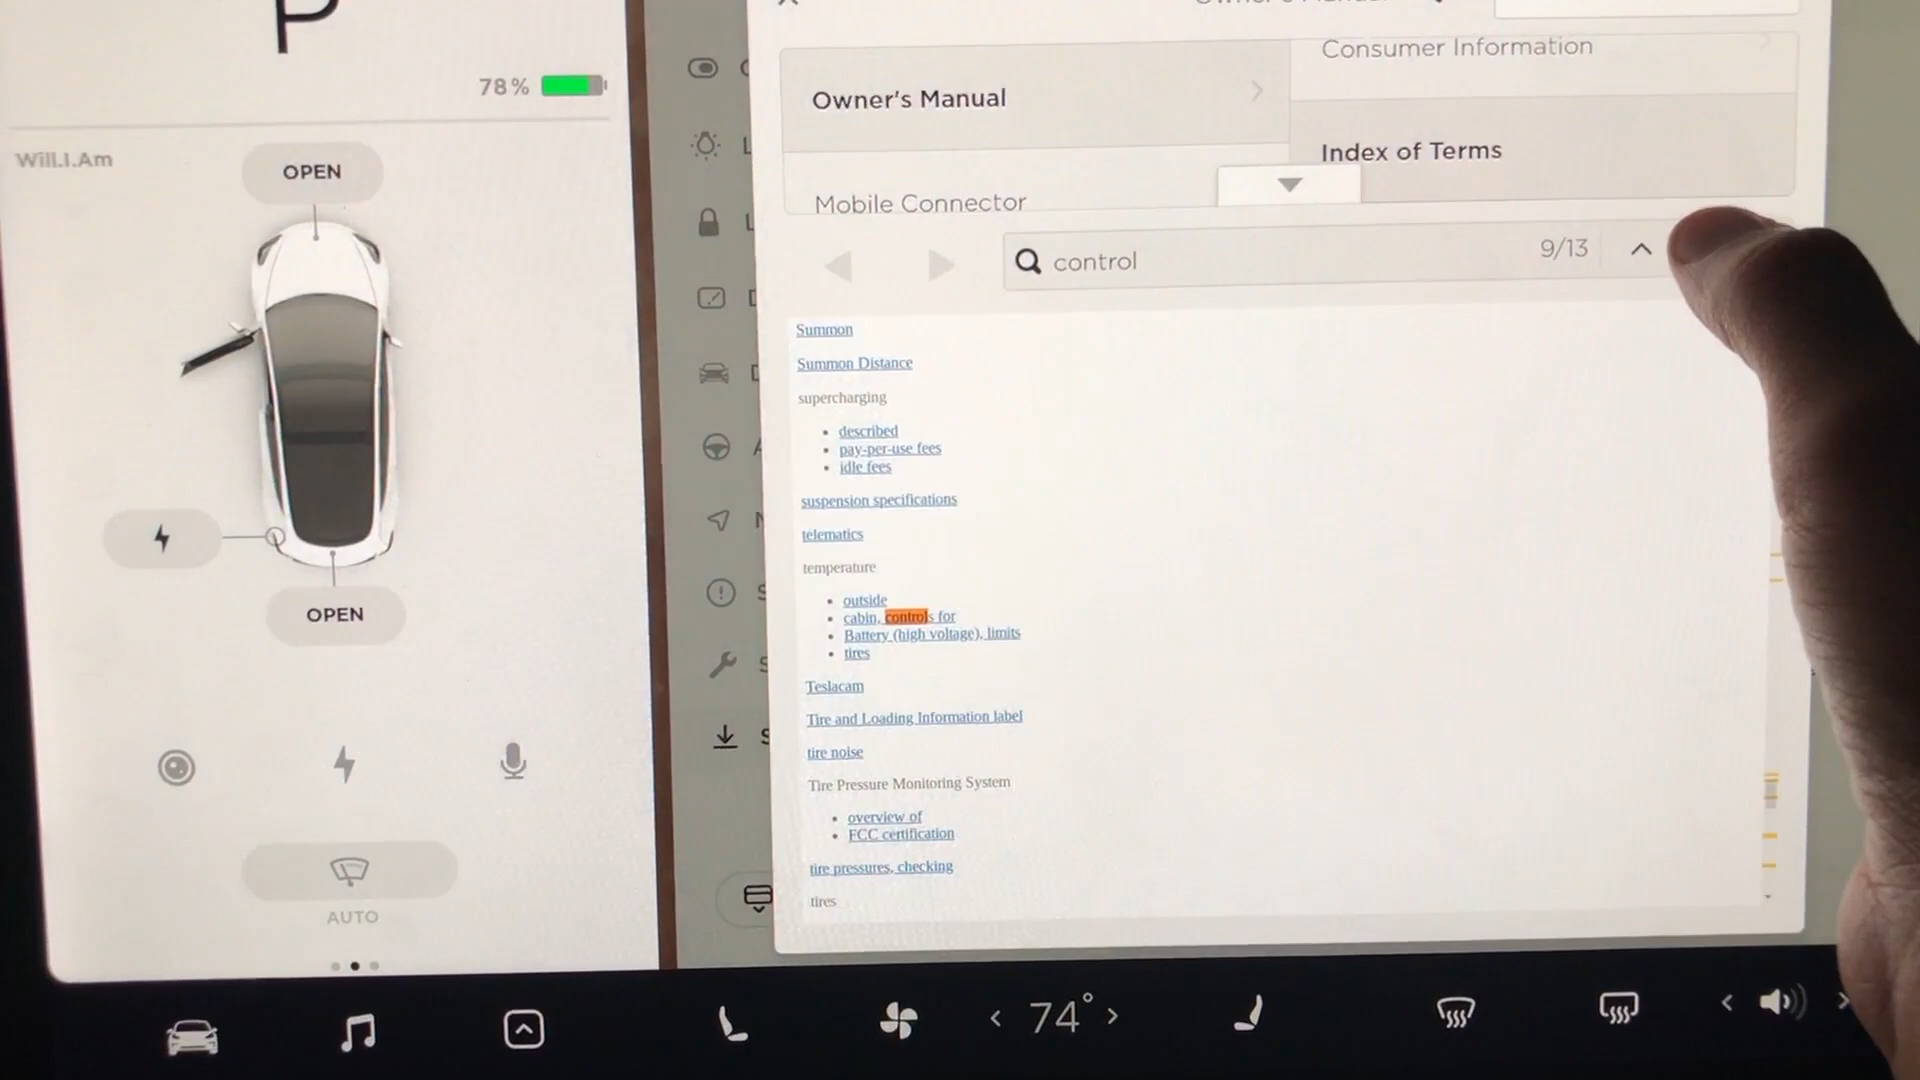 P
78%
Will.I.Am
OPEN
OPEN
AUTO
Owner's Manual
Mobile Connector
Consumer Information
Index of Terms
control
9/13
Summon
Summon Distance
supercharging
• described
• pay-per-use fees
• idle fees
suspension specifications
telematics
temperature
• outside
• cabin, controls for
• Battery (high voltage), limits
• tires
Teslacam
Tire and Loading Information label
tire noise
Tire Pressure Monitoring System
• overview of
• FCC certification
tire pressures, checking
tires
< 74° >